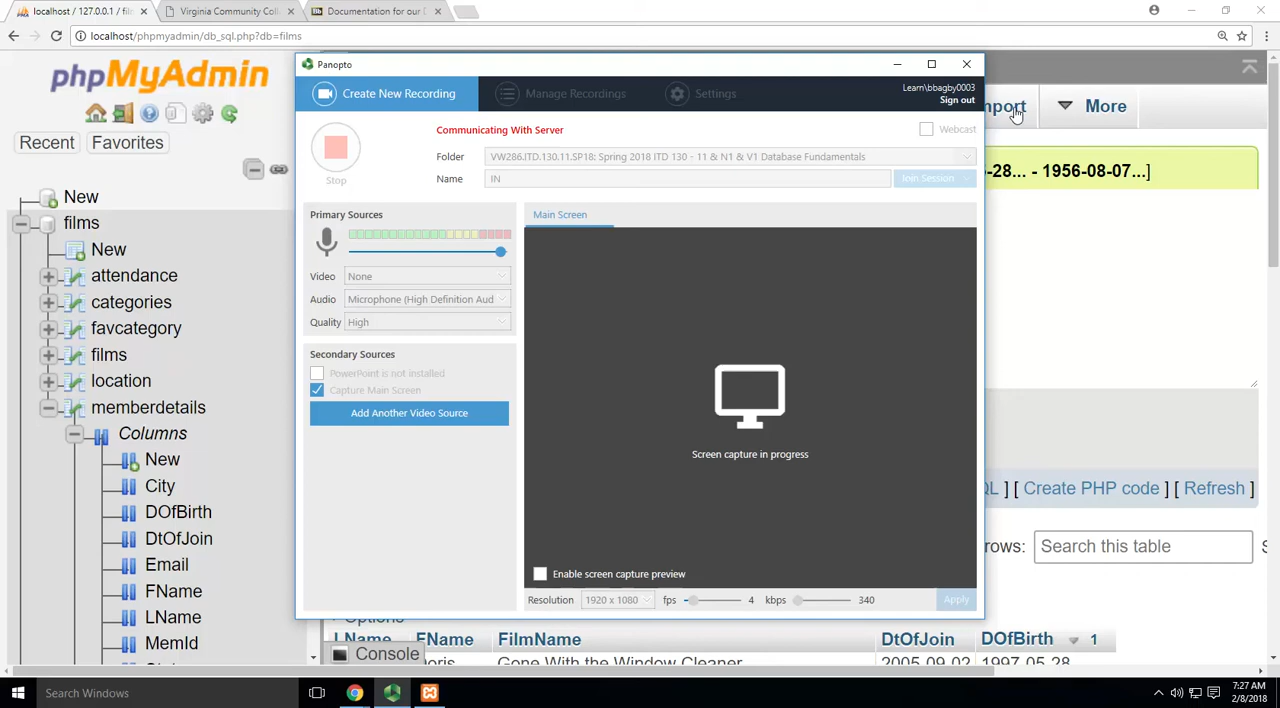 localhost / 127.0.0.1 / film
Virginia Community Coll
Documentation for our D
localhost/phpmyadmin/db_sql.php?db=films
phpMyAdmin
Recent
Favorites
New
films
New
attendance
categories
favcategory
films
location
memberdetails
Columns
New
City
DOfBirth
DtOfJoin
Email
FName
LName
MemId
Panopto
Create New Recording
Manage Recordings
Settings
Learn\bbagby0003
Sign out
Communicating With Server
Webcast
Folder
VW286.ITD.130.11.SP18: Spring 2018 ITD 130 - 11 & N1 & V1 Database Fundamentals
Stop
Name
IN
Join Session
Primary Sources
Video
None
Audio
Microphone (High Definition Aud
Quality
High
Secondary Sources
PowerPoint is not installed
Capture Main Screen
Add Another Video Source
Main Screen
Screen capture in progress
Enable screen capture preview
Resolution
1920 x 1080
fps
4
kbps
340
Apply
mport
More
-28... - 1956-08-07...]
QL ] [ Create PHP code ] [ Refresh ]
rows:
Search this table
Options
LName FName FilmName DtOfJoin DOfBirth 1
Gone With the Window Cleaner 2005-09-02 1997-05-28
Console
Search Windows
7:27 AM
2/8/2018